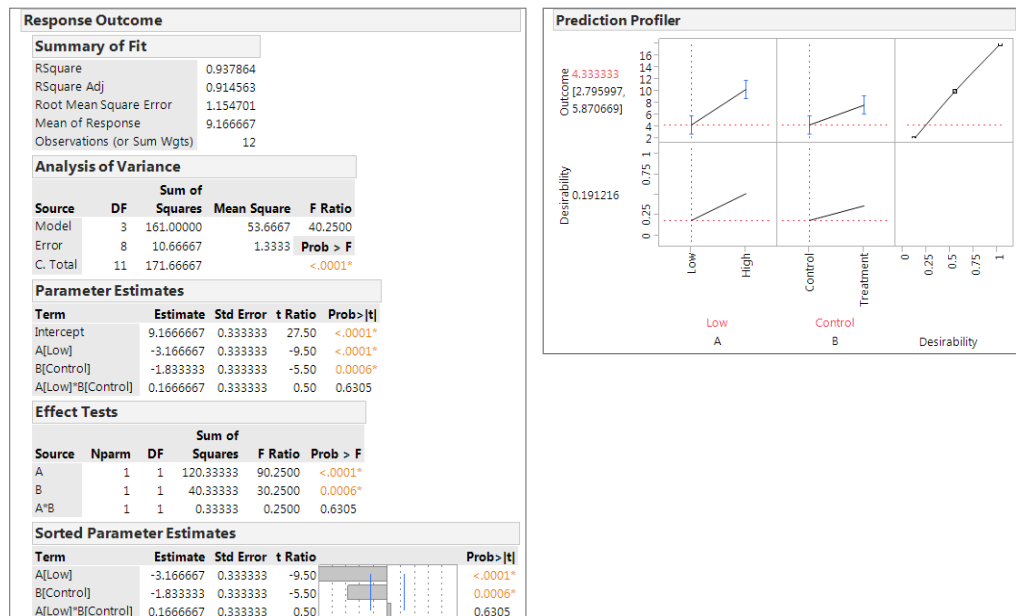 Response Outcome
Summary of Fit
RSquare 0.937864
RSquare Adj 0.914563
Root Mean Square Error 1.154701
Mean of Response 9.166667
Observations (or Sum Wgts) 12
Analysis of Variance
Sum of
Source DF Squares Mean Square F Ratio
Model 3 161.00000 53.6667 40.2500
Error 8 10.66667 1.3333 Prob > F
C. Total 11 171.66667 <.0001*
Parameter Estimates
Term Estimate Std Error t Ratio Prob>|t|
Intercept 9.1666667 0.333333 27.50 <.0001*
A[Low] -3.166667 0.333333 -9.50 <.0001*
B[Control] -1.833333 0.333333 -5.50 0.0006*
A[Low]*B[Control] 0.1666667 0.333333 0.50 0.6305
Effect Tests
Sum of
Source Nparm DF Squares F Ratio Prob > F
A 1 1 120.33333 90.2500 <.0001*
B 1 1 40.33333 30.2500 0.0006*
A*B 1 1 0.33333 0.2500 0.6305
Sorted Parameter Estimates
Term Estimate Std Error t Ratio Prob>|t|
A[Low] -3.166667 0.333333 -9.50 <.0001*
B[Control] -1.833333 0.333333 -5.50 0.0006*
A[Low]*B[Control] 0.1666667 0.333333 0.50 0.6305
Prediction Profiler
Outcome
4.333333
[2.795997,
5.870669]
16
14
12
10
8
6
4
2
Desirability
0.191216
1
0.75
0.25
0
Low
High
Control
Treatment
0
0.25
0.5
0.75
1
Low Control
A B Desirability